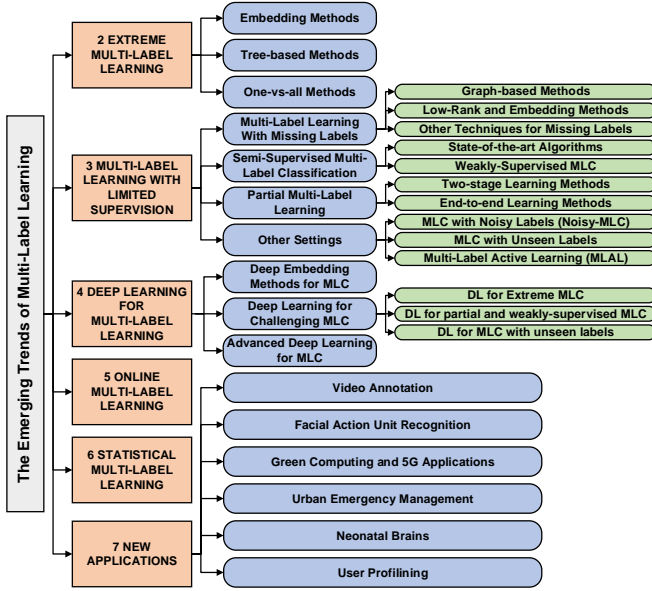 The Emerging Trends of Multi-Label Learning
2 EXTREME
MULTI-LABEL
LEARNING
Embedding Methods
Tree-based Methods
One-vs-all Methods
3 MULTI-LABEL
LEARNING WITH
LIMITED
SUPERVISION
Multi-Label Learning
With Missing Labels
Graph-based Methods
Low-Rank and Embedding Methods
Other Techniques for Missing Labels
Semi-Supervised Multi-
Label Classification
State-of-the-art Algorithms
Weakly-Supervised MLC
Partial Multi-Label
Learning
Two-stage Learning Methods
End-to-end Learning Methods
Other Settings
MLC with Noisy Labels (Noisy-MLC)
MLC with Unseen Labels
Multi-Label Active Learning (MLAL)
4 DEEP LEARNING
FOR
MULTI-LABEL
LEARNING
Deep Embedding
Methods for MLC
Deep Learning for
Challenging MLC
DL for Extreme MLC
DL for partial and weakly-supervised MLC
DL for MLC with unseen labels
Advanced Deep Learning
for MLC
5 ONLINE
MULTI-LABEL
LEARNING
6 STATISTICAL
MULTI-LABEL
LEARNING
7 NEW
APPLICATIONS
Video Annotation
Facial Action Unit Recognition
Green Computing and 5G Applications
Urban Emergency Management
Neonatal Brains
User Profilining